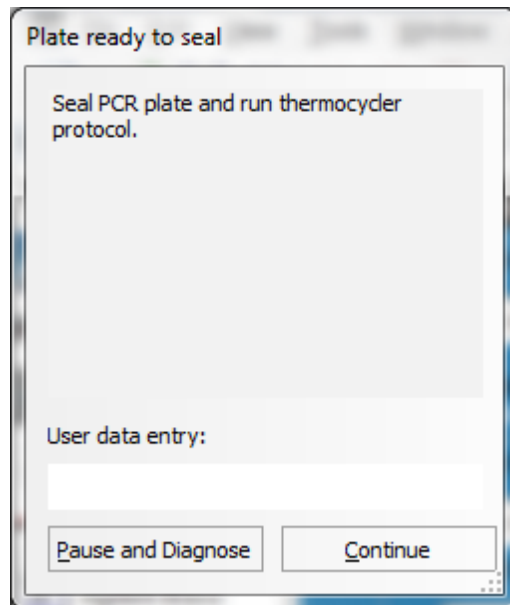 Plate ready to seal
Seal PCR plate and run thermocycler
protocol.
User data entry:
Pause and Diagnose
Continue